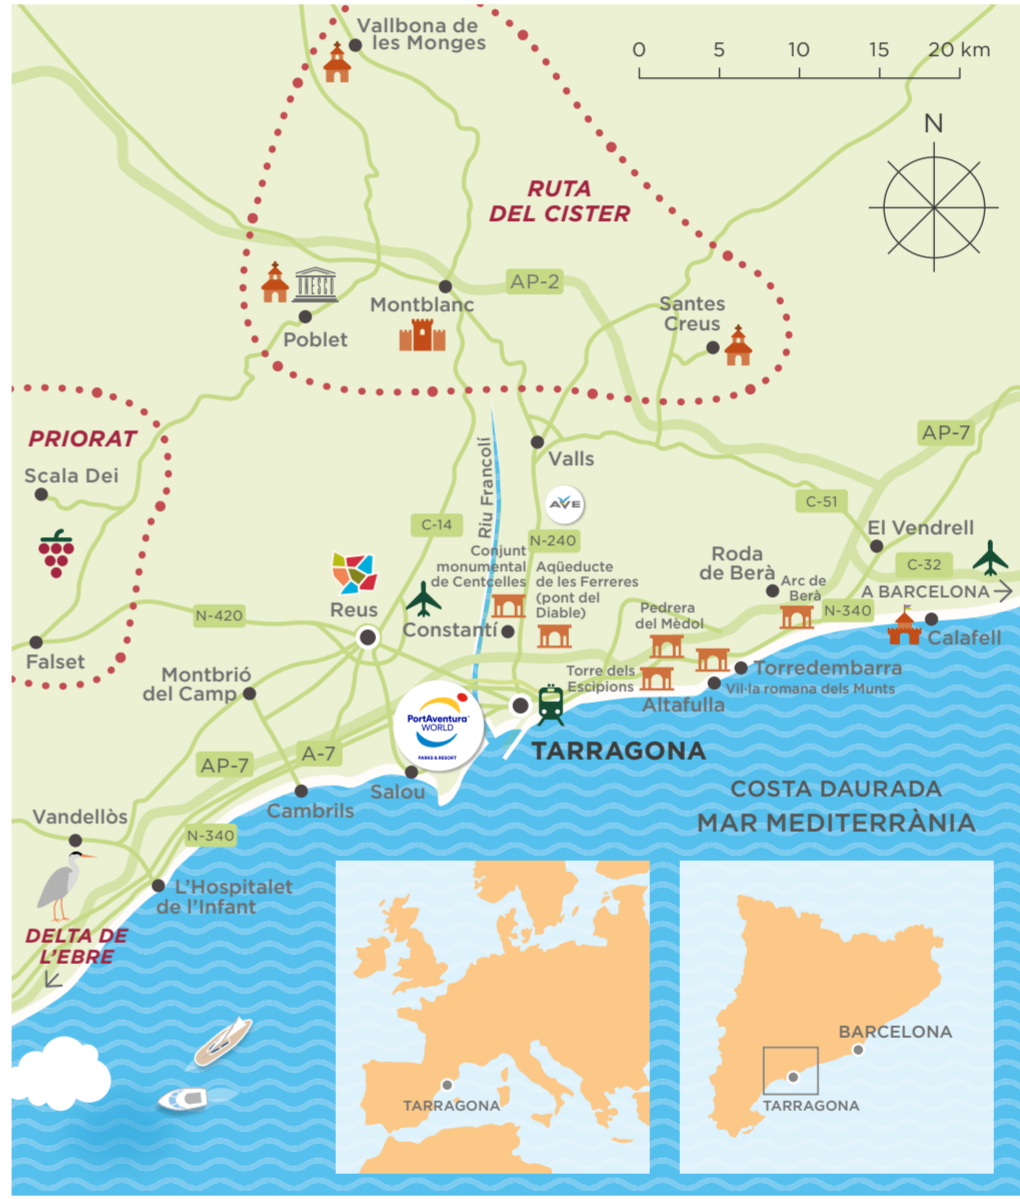 Vallbona de
les Monges
0 5 10 15 20 km
N
RUTA
DEL CISTER
UNESCO
AP-2
Montblanc
Poblet
Santes
Creus
PRIORAT
Scala Dei
AP-7
Riu Francolí
Valls
AVE
C-51
C-14
N-240
El Vendrell
Conjunt
monumental
de Centcelles
Aqüeducte
de les Ferreres
(pont del
Diable)
Roda
de Berà
C-32
A BARCELONA
Arc de
Berà
Reus
N-420
Constantí
Pedrera
del Mèdol
N-340
Calafell
Falset
Montbrió
del Camp
Torre dels
Escipions
Torredembarra
Vil·la romana dels Munts
Altafulla
PortAventura
WORLD
PARKS & RESORT
TARRAGONA
A-7
AP-7
Salou
Cambrils
COSTA DAURADA
MAR MEDITERRÀNIA
Vandellòs
N-340
L'Hospitalet
de l'Infant
DELTA DE
L'EBRE
TARRAGONA
BARCELONA
TARRAGONA